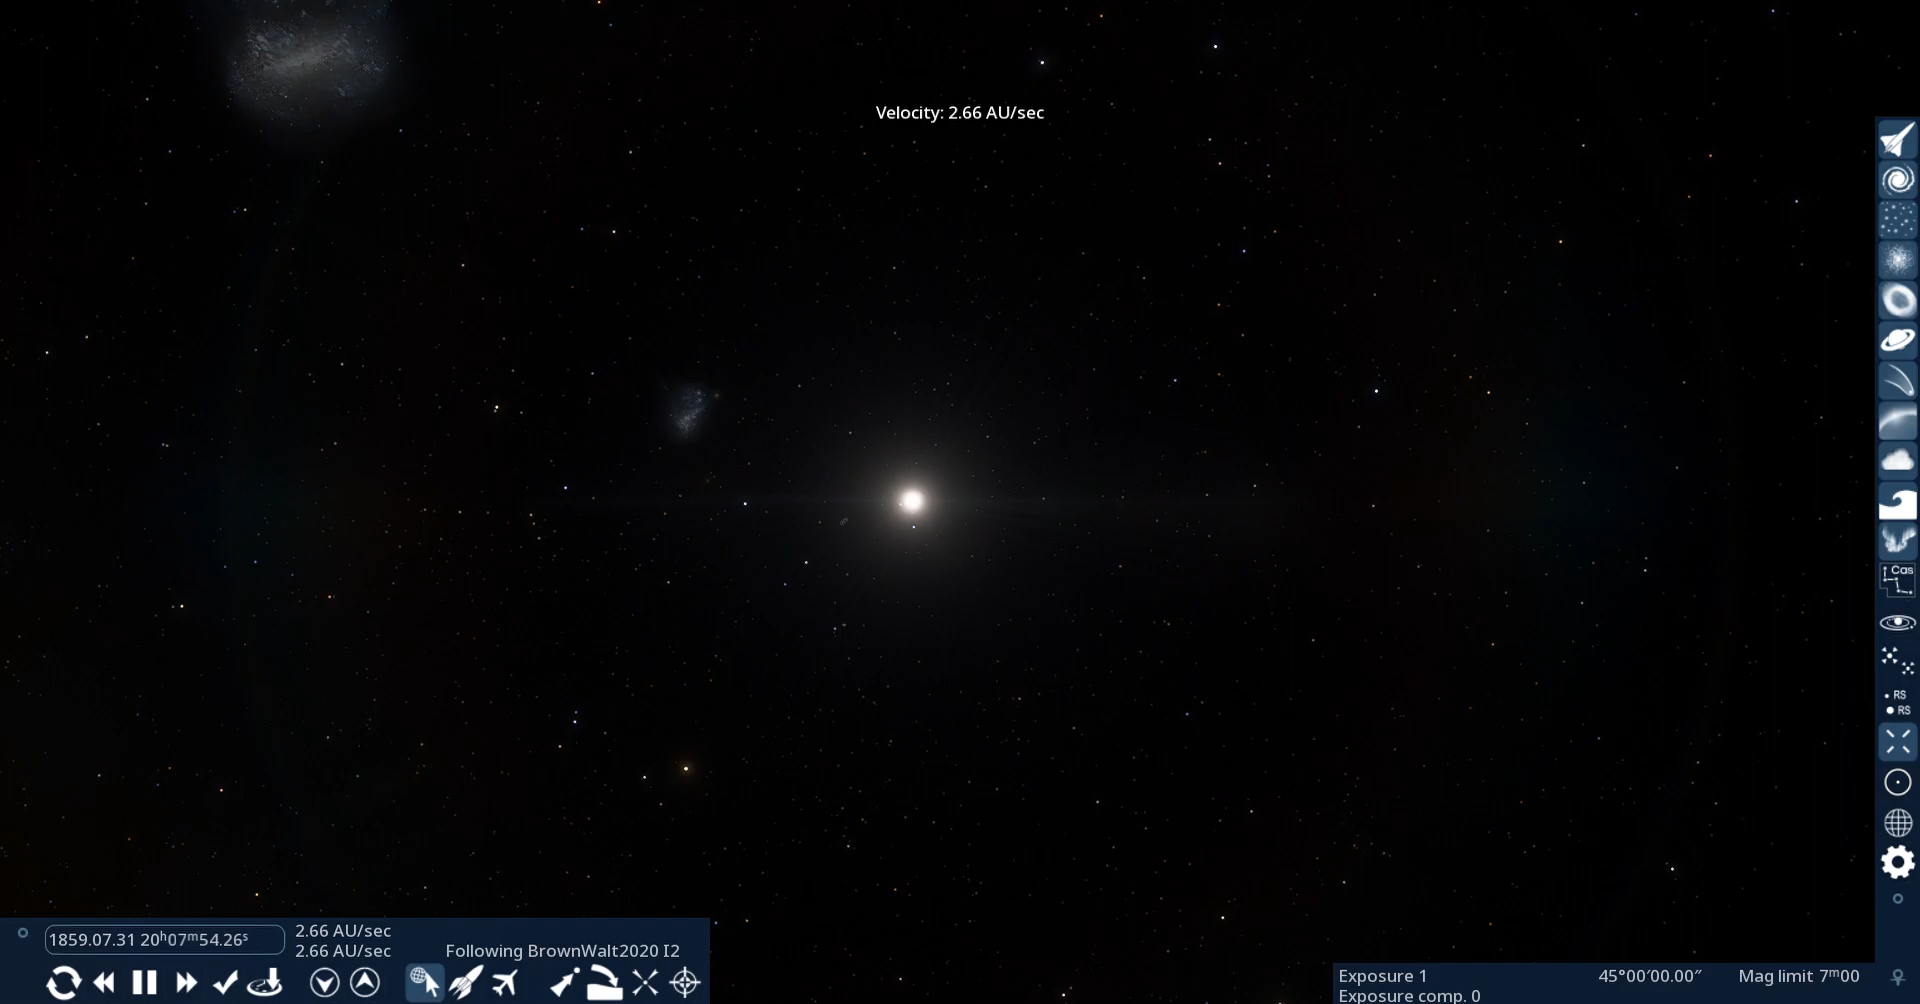 Velocity: 2.66 AU/sec
Cas
RS
RS
1859.07.31 20ʰ07ᵐ54.26ˢ
2.66 AU/sec
2.66 AU/sec
Following BrownWalt2020 I2
Exposure 1
45°00′00.00″
Mag limit 7ᵐ00
Exposure comp. 0